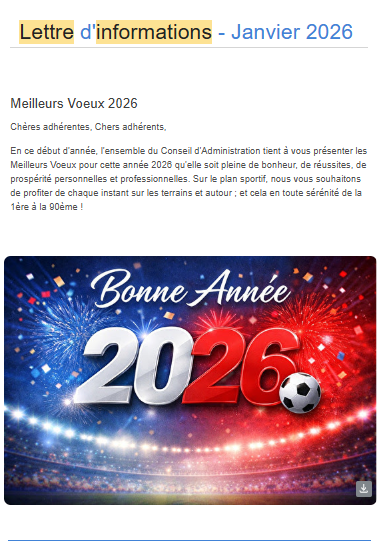 Lettre d'informations - Janvier 2026
Meilleurs Voeux 2026
Chères adhérentes, Chers adhérents,
En ce début d'année, l'ensemble du Conseil d'Administration tient á vous présenter les
Meilleurs Voeux pour cette année 2026 qu'elle soit pleine de bonheur, de réussites, de
prospérité personnelles et professionnelles. Sur le plan sportif, nous vous souhaitons
de profiter de chaque instant sur les terrains et autour ; et cela en toute sérénité de la
1ére á la 90ême !
Bonne Année
2026